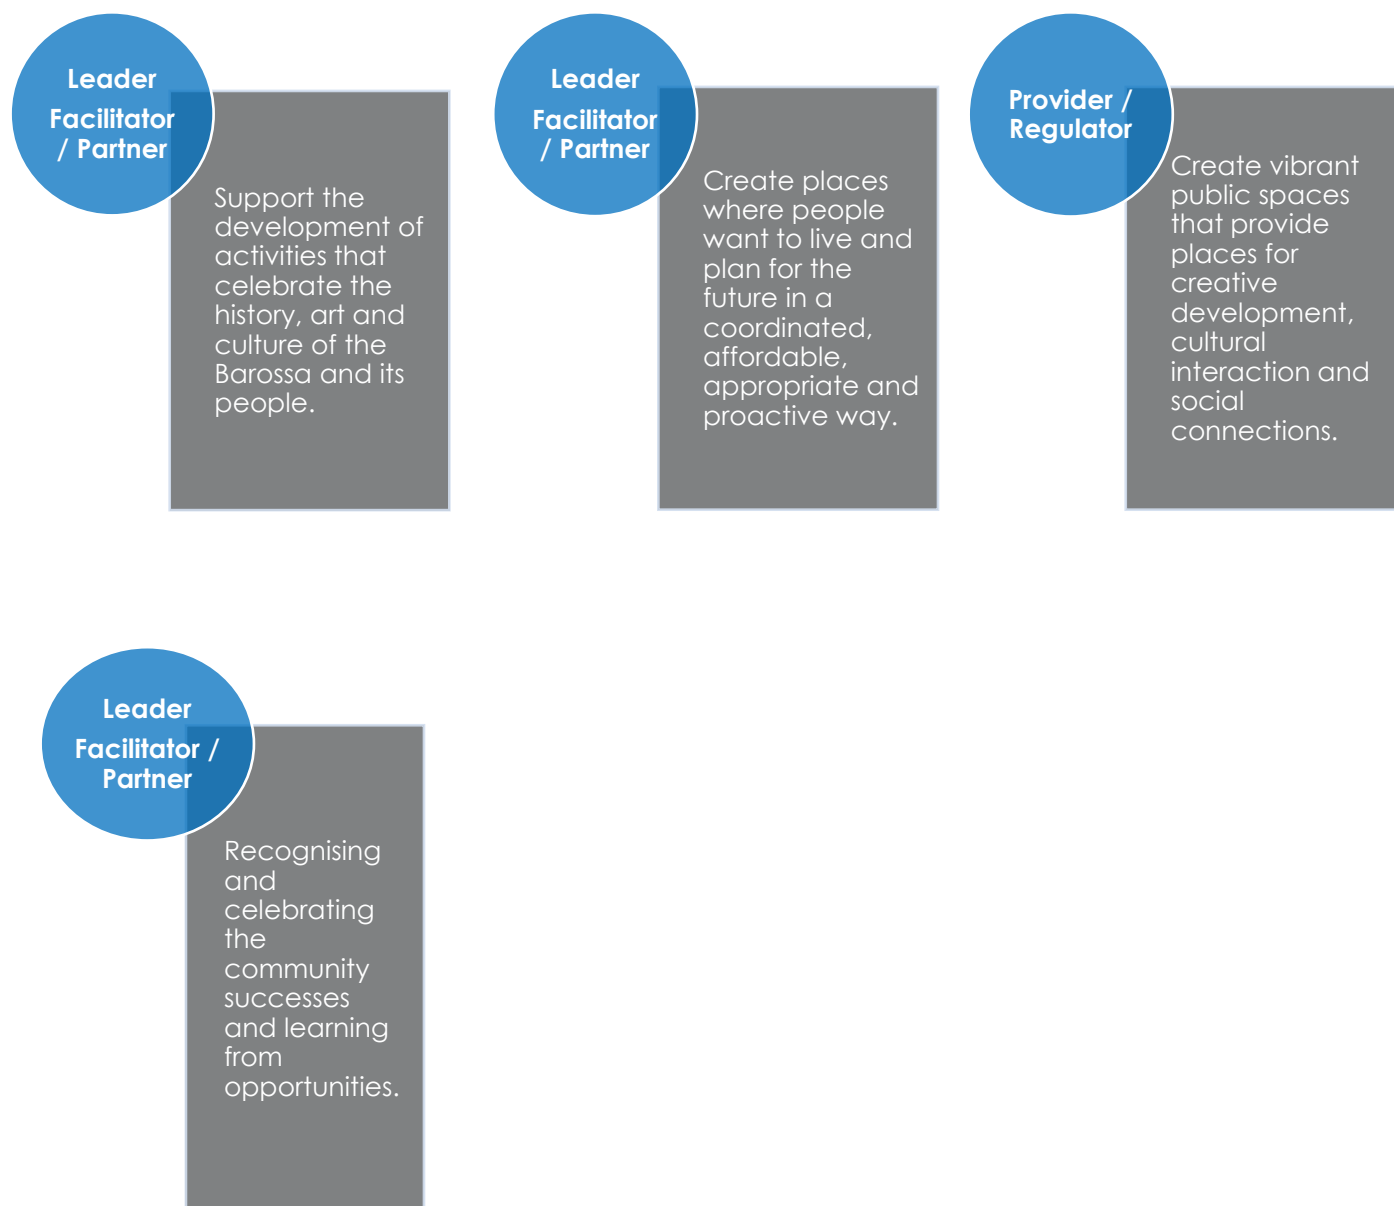 Leader
Facilitator
/ Partner
Support the
development of
activities that
celebrate the
history, art and
culture of the
Barossa and its
people.
Leader
Facilitator
/ Partner
Create places
where people
want to live and
plan for the
future in a
coordinated,
affordable,
appropriate and
proactive way.
Provider /
Regulator
Create vibrant
public spaces
that provide
places for
creative
development,
cultural
interaction and
social
connections.
Leader
Facilitator /
Partner
Recognising
and
celebrating
the
community
successes
and learning
from
opportunities.